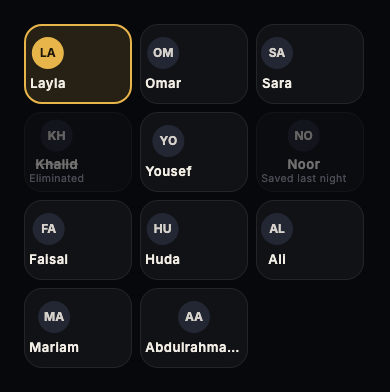 LA
Layla
OM
Omar
SA
Sara
KH
Khalid
Eliminated
YO
Yousef
NO
Noor
Saved last night
FA
Faisal
HU
Huda
AL
Ali
MA
Mariam
AA
Abdulrahma...